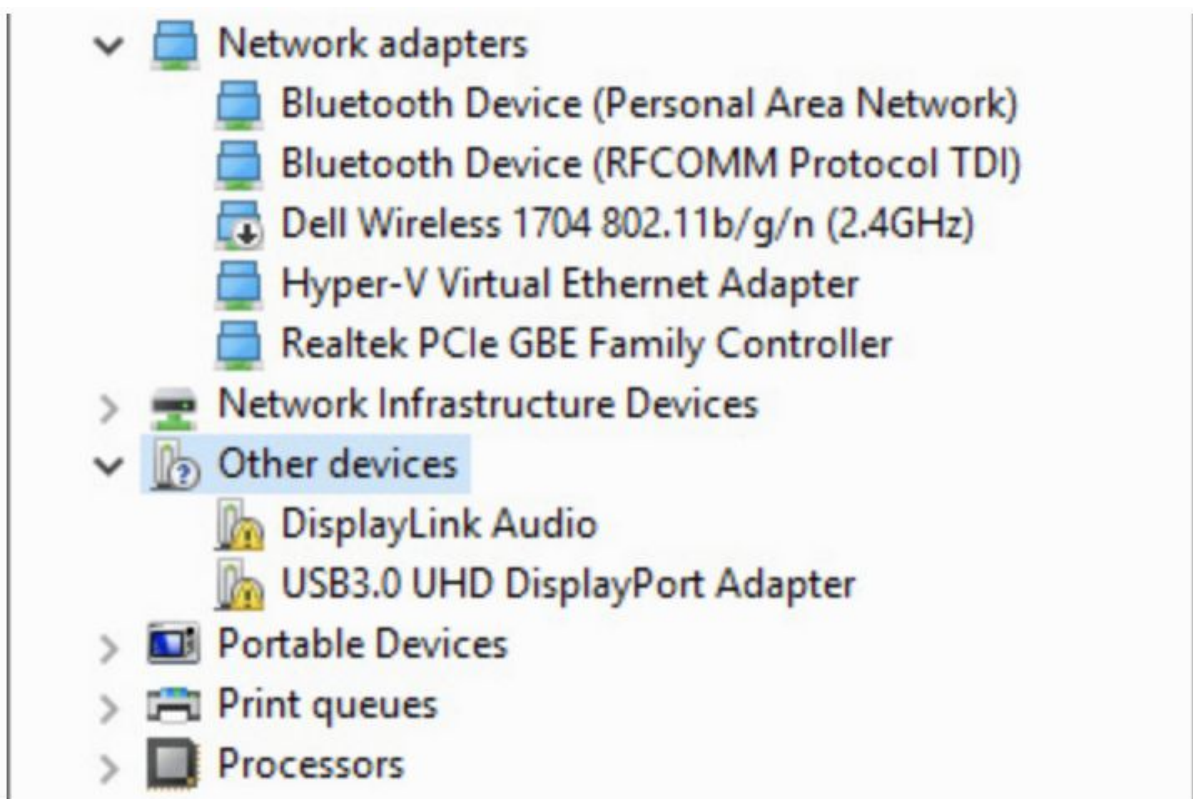 Network adapters
Bluetooth Device (Personal Area Network)
Bluetooth Device (RFCOMM Protocol TDI)
Dell Wireless 1704 802.11b/g/n (2.4GHz)
Hyper-V Virtual Ethernet Adapter
Realtek PCIe GBE Family Controller
Network Infrastructure Devices
Other devices
DisplayLink Audio
USB3.0 UHD DisplayPort Adapter
Portable Devices
Print queues
Processors